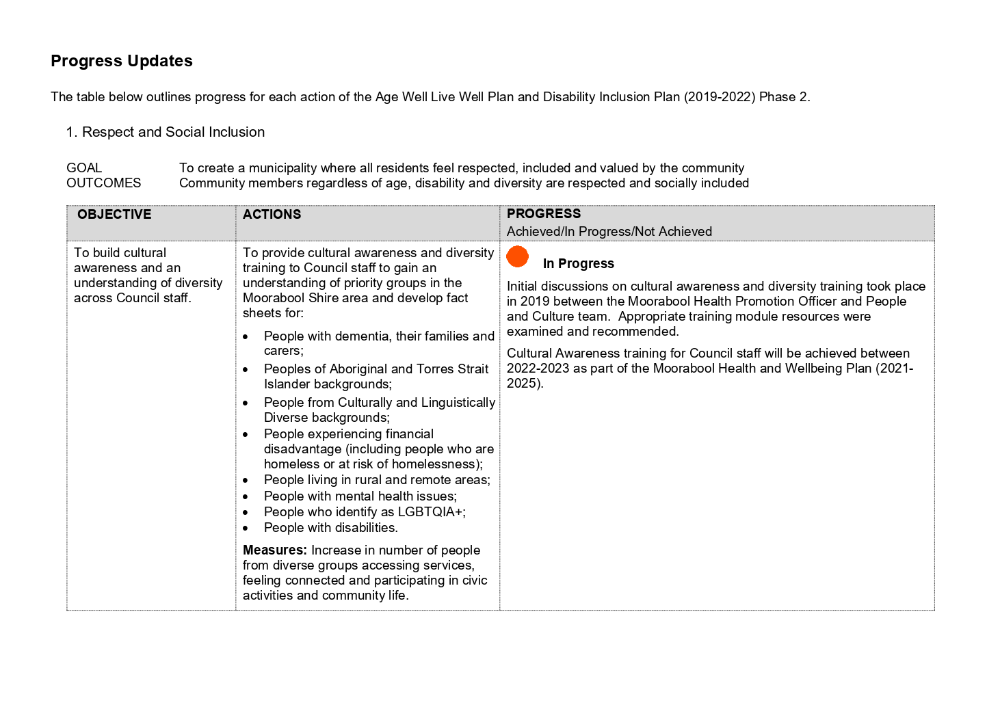 Progress Updates
The table below outlines progress for each action of the Age Well Live Well Plan and Disability Inclusion Plan (2019-2022) Phase 2.
1. Respect and Social Inclusion
GOAL To create a municipality where all residents feel respected, included and valued by the community
OUTCOMES Community members regardless of age, disability and diversity are respected and socially included
OBJECTIVE
ACTIONS
PROGRESS
Achieved/In Progress/Not Achieved
To build cultural
awareness and an
understanding of diversity
across Council staff.
To provide cultural awareness and diversity
training to Council staff to gain an
understanding of priority groups in the
Moorabool Shire area and develop fact
sheets for:
• People with dementia, their families and
carers;
• Peoples of Aboriginal and Torres Strait
Islander backgrounds;
• People from Culturally and Linguistically
Diverse backgrounds;
• People experiencing financial
disadvantage (including people who are
homeless or at risk of homelessness);
• People living in rural and remote areas;
• People with mental health issues;
• People who identify as LGBTQIA+;
• People with disabilities.
Measures: Increase in number of people
from diverse groups accessing services,
feeling connected and participating in civic
activities and community life.
In Progress
Initial discussions on cultural awareness and diversity training took place
in 2019 between the Moorabool Health Promotion Officer and People
and Culture team.  Appropriate training module resources were
examined and recommended.
Cultural Awareness training for Council staff will be achieved between
2022-2023 as part of the Moorabool Health and Wellbeing Plan (2021-
2025).